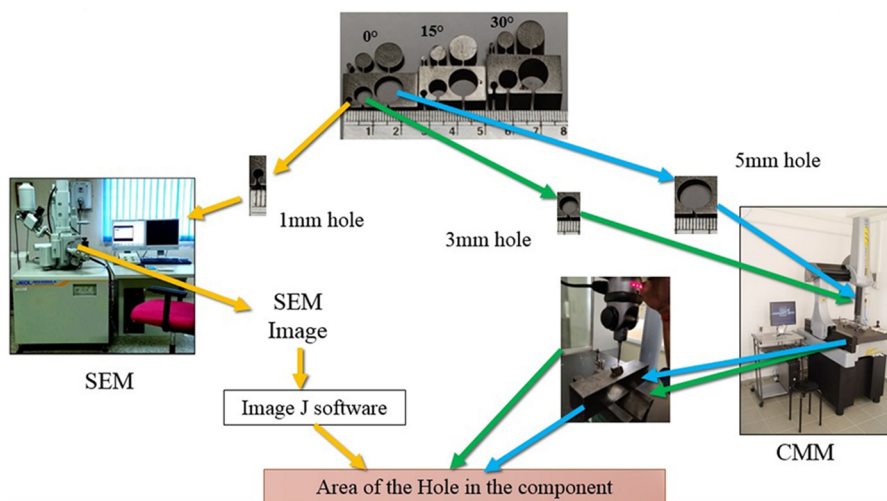 0° 15° 30°
1 2 3 4 5 6 7 8
5mm hole
1mm hole
3mm hole
SEM
Image
SEM
Image J software
CMM
Area of the Hole in the component